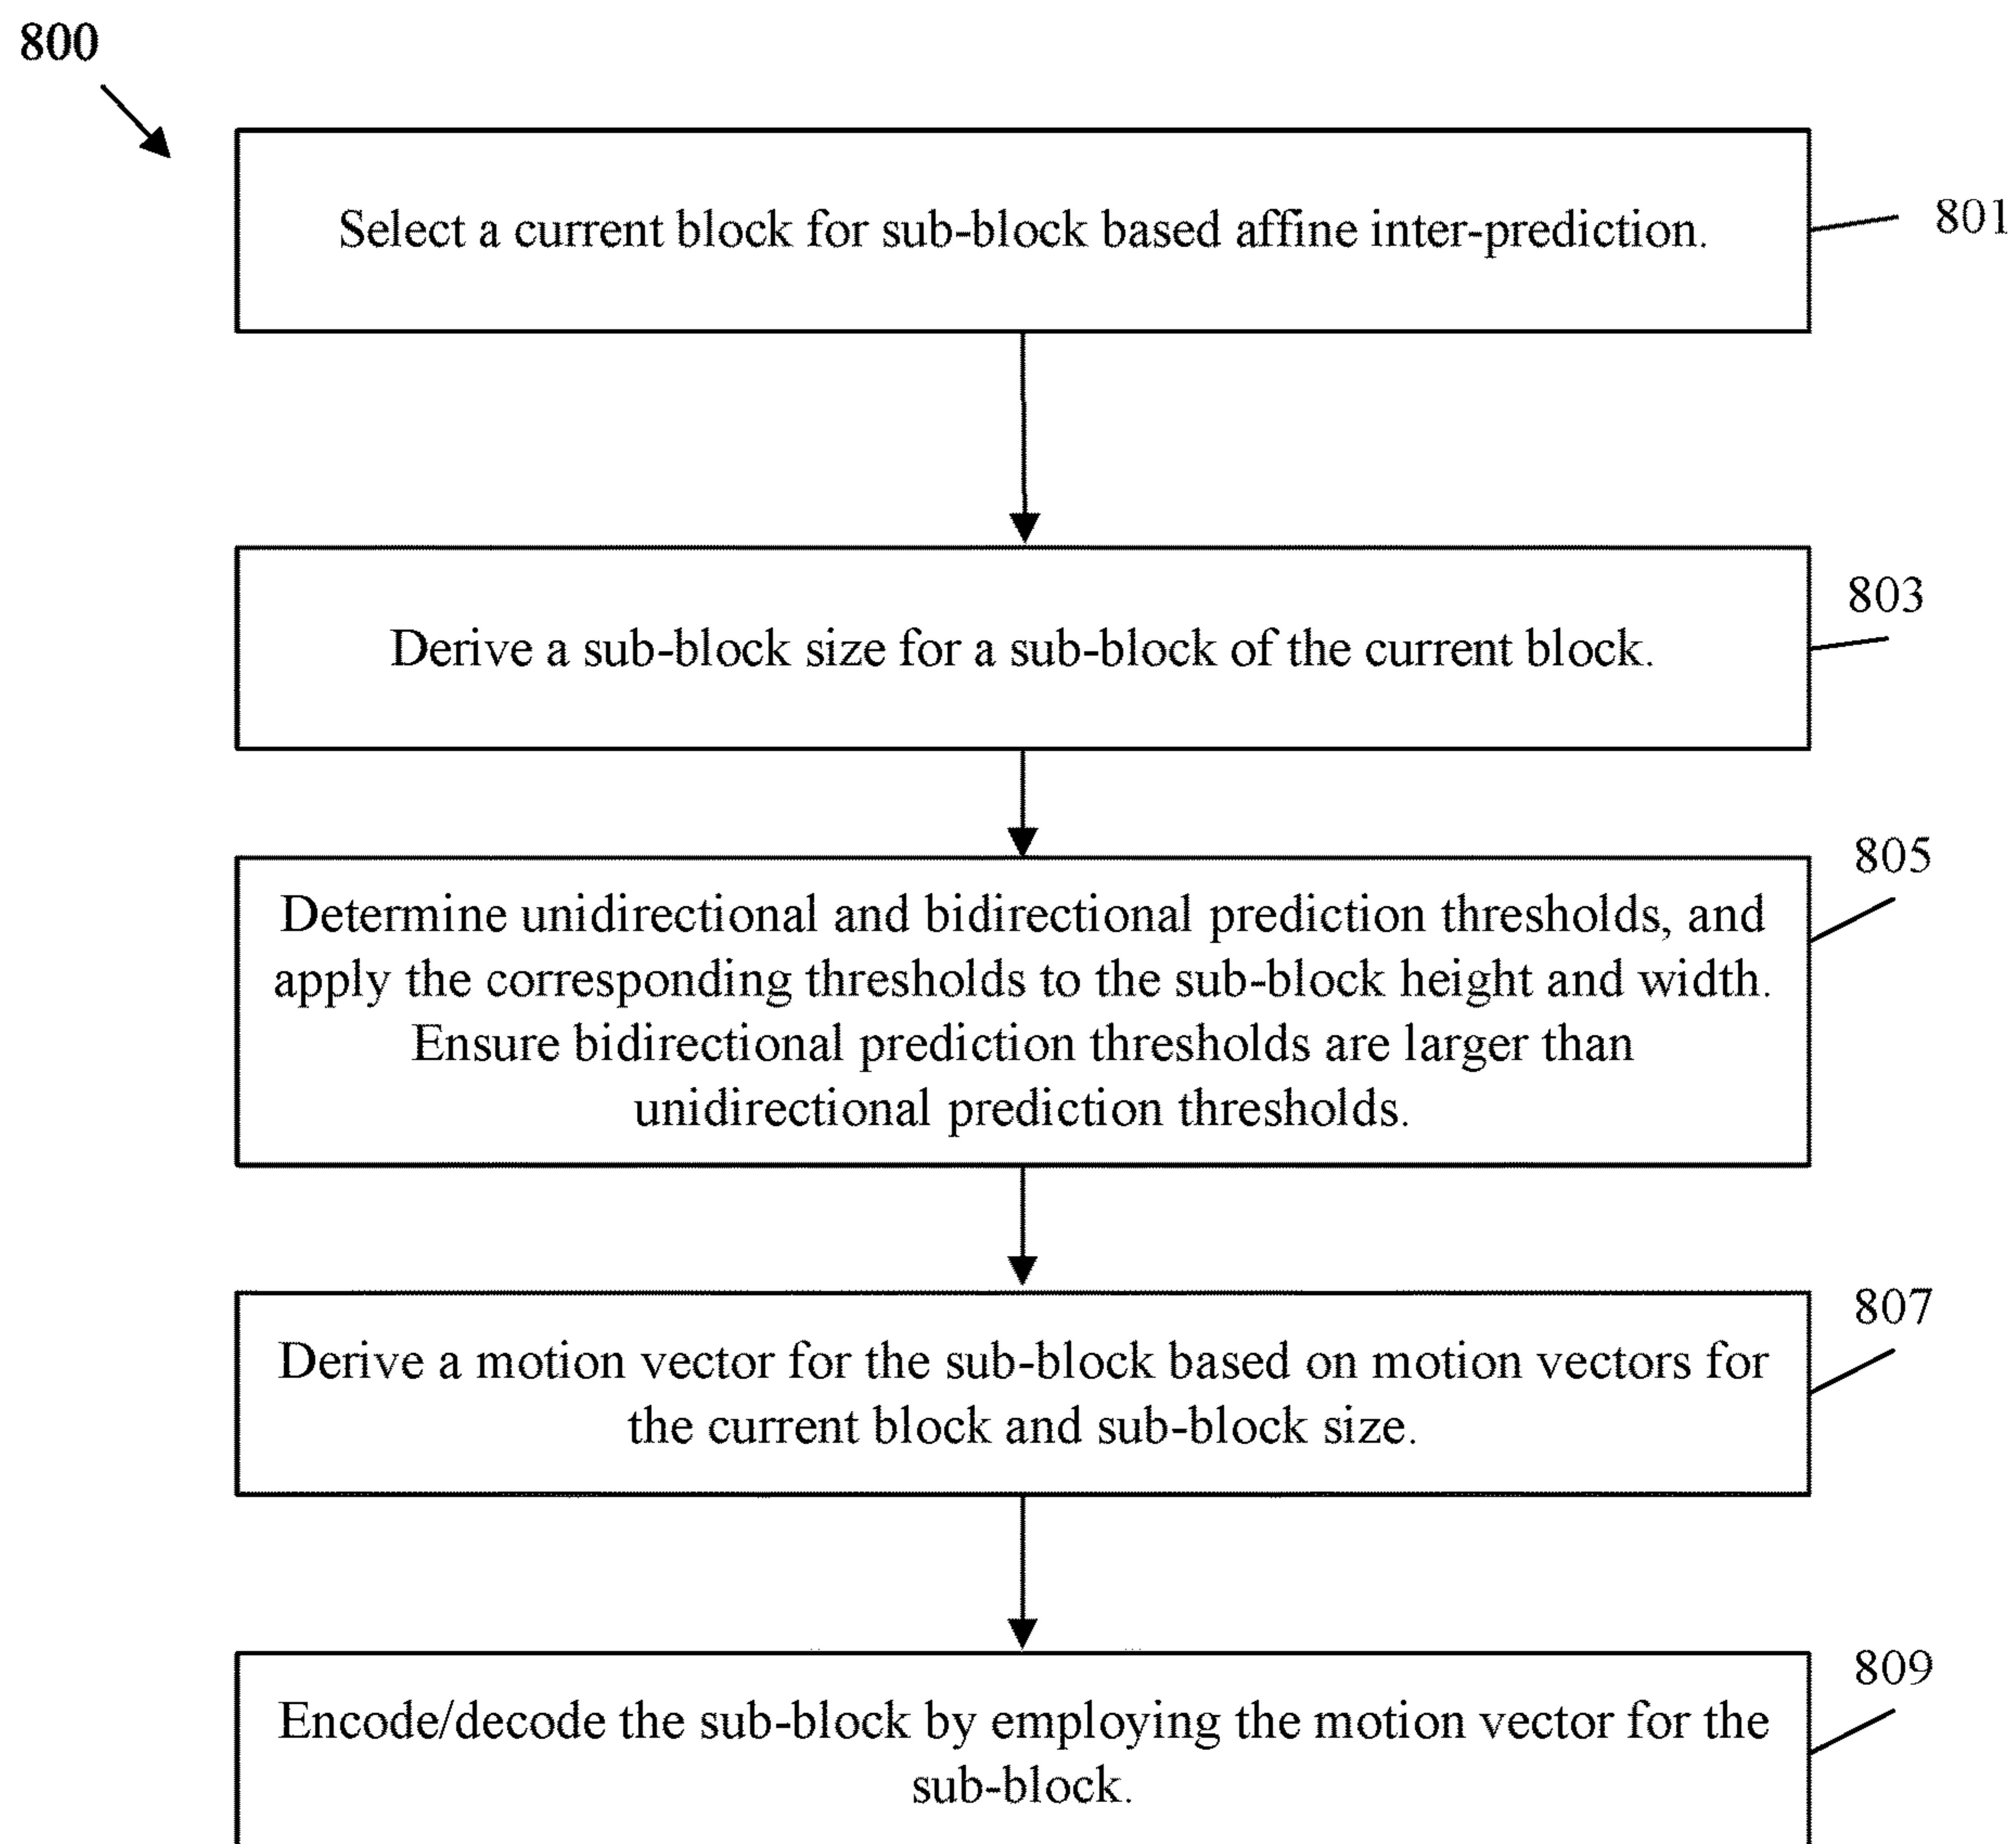 800
Select a current block for sub-block based affine inter-prediction.
801
Derive a sub-block size for a sub-block of the current block.
803
Determine unidirectional and bidirectional prediction thresholds, and
apply the corresponding thresholds to the sub-block height and width.
Ensure bidirectional prediction thresholds are larger than
unidirectional prediction thresholds.
805
Derive a motion vector for the sub-block based on motion vectors for
the current block and sub-block size.
807
Encode/decode the sub-block by employing the motion vector for the
sub-block.
809